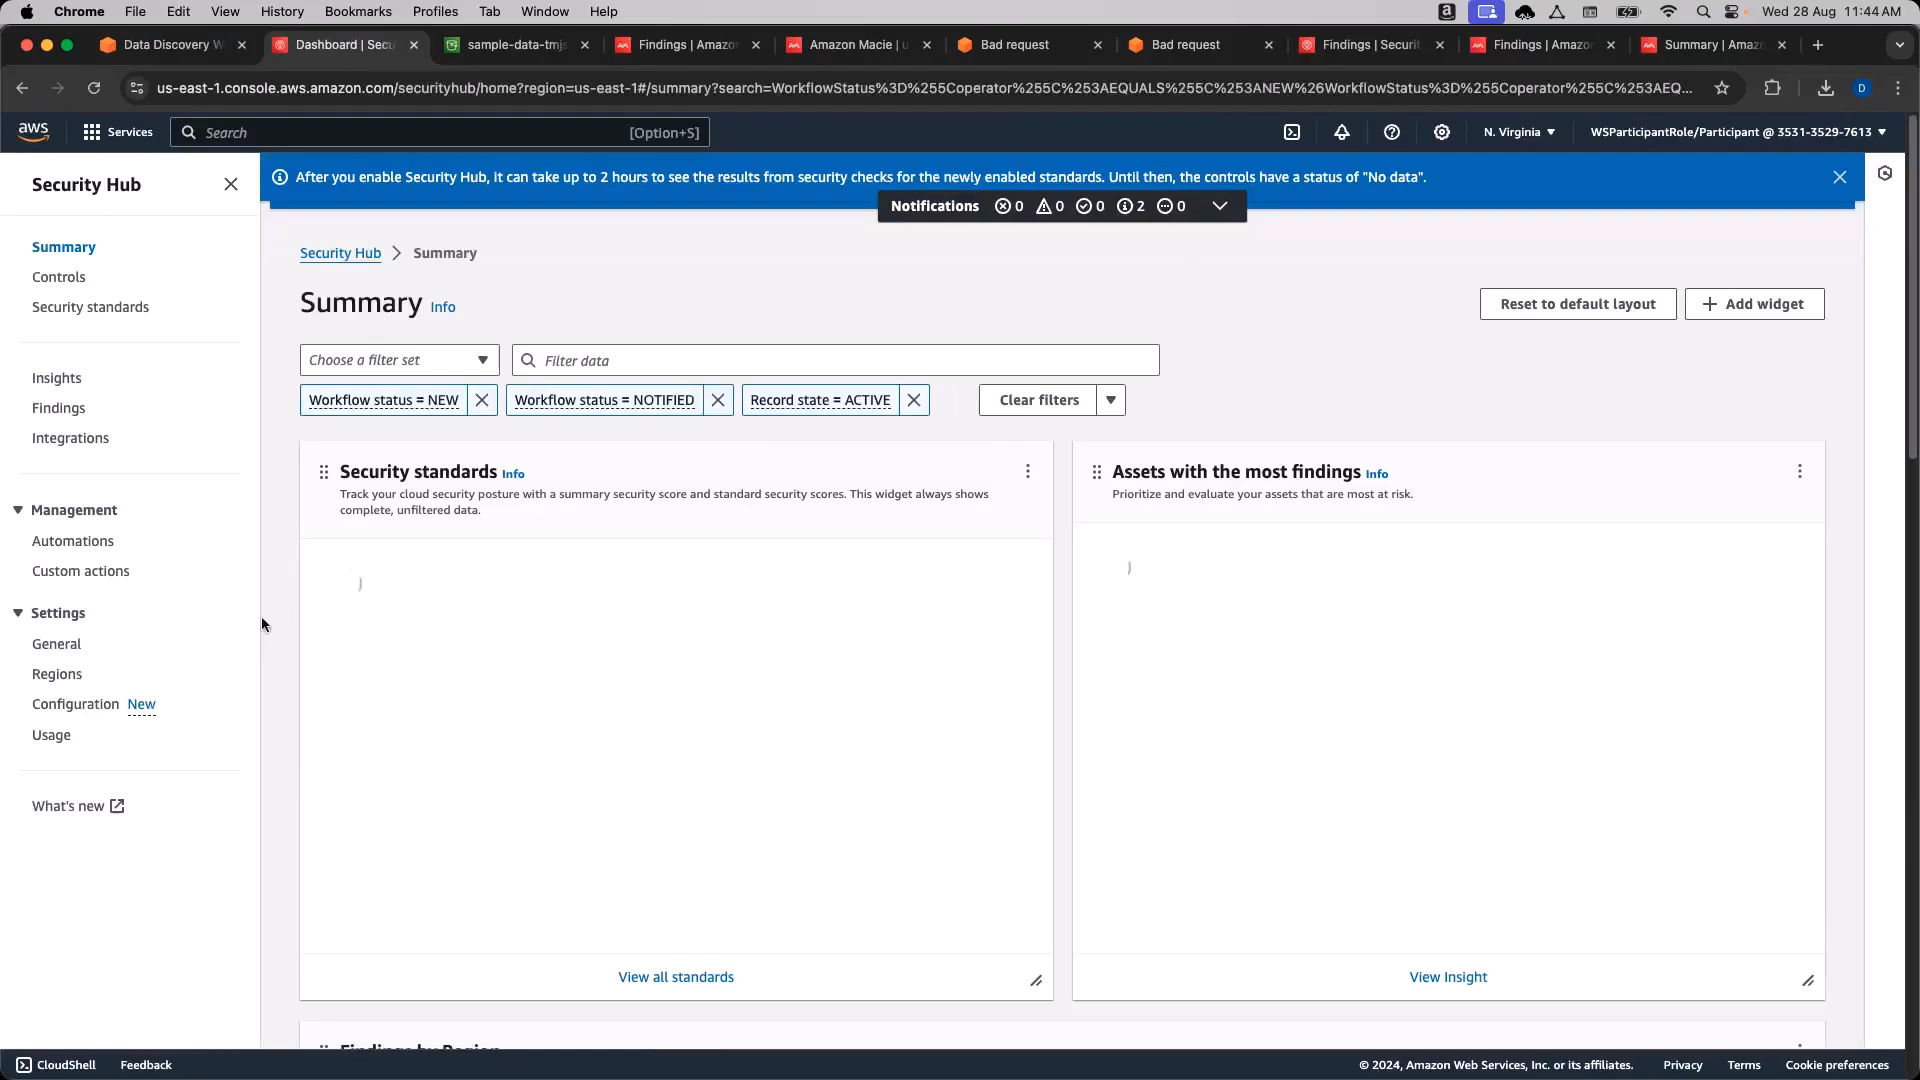 Chrome File Edit View History Bookmarks Profiles Tab Window Help Wed 28 Aug 11:44 AM
Data Discovery W Dashboard | Secu sample-data-tmjs Findings | Amazon Amazon Macie | u Bad request Bad request Findings | Securit Findings | Amazon Summary | Amaz
us-east-1.console.aws.amazon.com/securityhub/home?region=us-east-1#/summary?search=WorkflowStatus%3D%255Coperator%255C%253AEQUALS%255C%253ANEW%26WorkflowStatus%3D%255Coperator%255C%253AEQ...
aws Services Search [Option+S] N. Virginia WSParticipantRole/Participant @ 3531-3529-7613
Security Hub
Summary
Controls
Security standards
Insights
Findings
Integrations
Management
Automations
Custom actions
Settings
General
Regions
Configuration New
Usage
What's new
After you enable Security Hub, it can take up to 2 hours to see the results from security checks for the newly enabled standards. Until then, the controls have a status of "No data".
Notifications 0 0 0 2 0
Security Hub Summary
Summary Info
Reset to default layout Add widget
Choose a filter set Filter data
Workflow status = NEW Workflow status = NOTIFIED Record state = ACTIVE Clear filters
Security standards Info
Track your cloud security posture with a summary security score and standard security scores. This widget always shows
complete, unfiltered data.
View all standards
Assets with the most findings Info
Prioritize and evaluate your assets that are most at risk.
View Insight
Findings by Region
CloudShell Feedback © 2024, Amazon Web Services, Inc. or its affiliates. Privacy Terms Cookie preferences